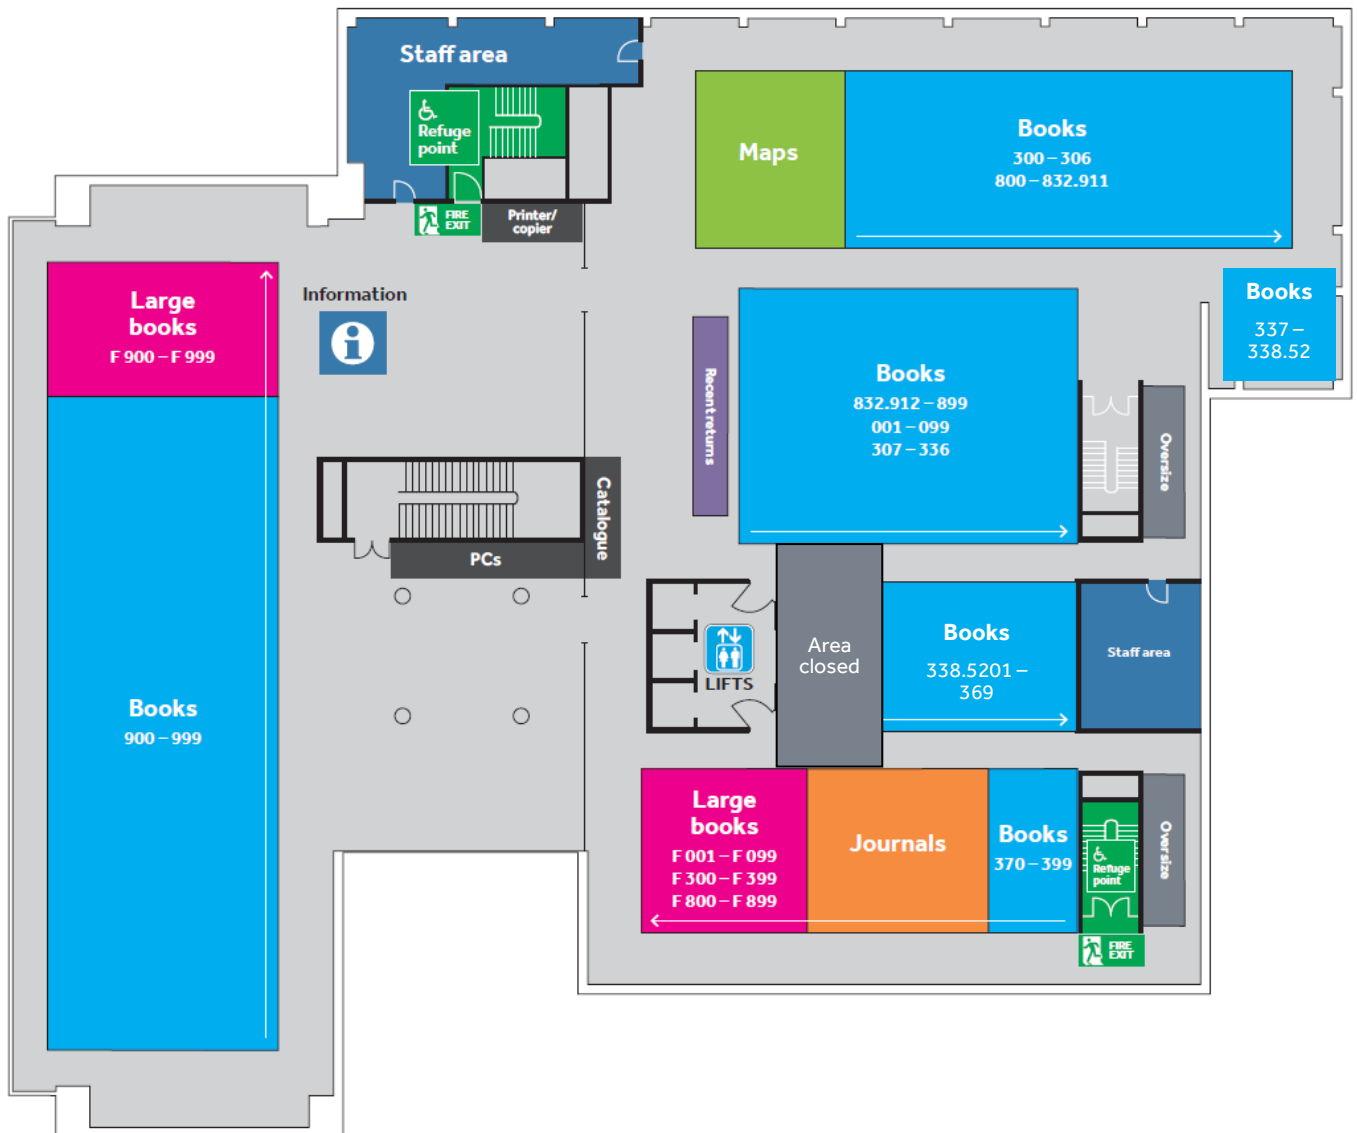 Staff area
Refuge
point
FIRE
EXIT
Printer/
copier
Maps
Books
300 – 306
800 – 832.911
Large
books
F 900 – F 999
Information
i
Books
337 –
338.52
Recent returns
Books
832.912 – 899
001 – 099
307 – 336
Oversize
Catalogue
PCs
LIFTS
Area
closed
Books
338.5201 –
369
Staff area
Books
900 – 999
Large
books
F 001 – F 099
F 300 – F 399
F 800 – F 899
Journals
Books
370 – 399
Refuge
point
Oversize
FIRE
EXIT